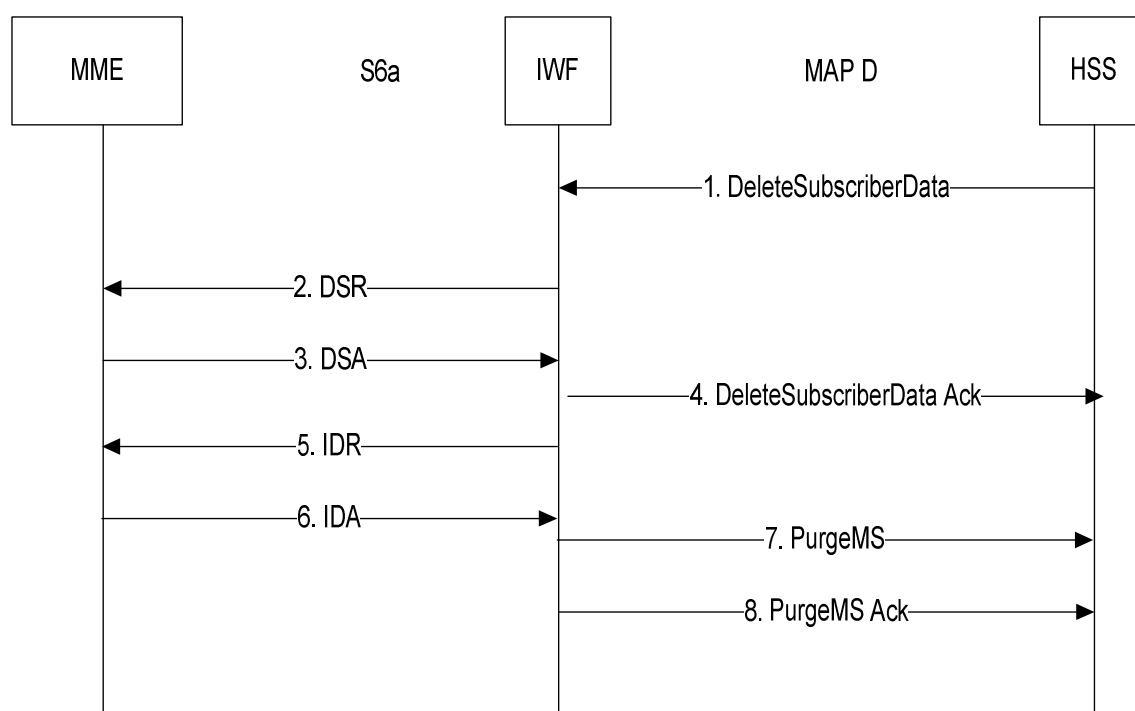 MME
S6a
IWF
MAP D
HSS
1. DeleteSubscriberData
2. DSR
3. DSA
4. DeleteSubscriberData Ack
5. IDR
6. IDA
7. PurgeMS
8. PurgeMS Ack